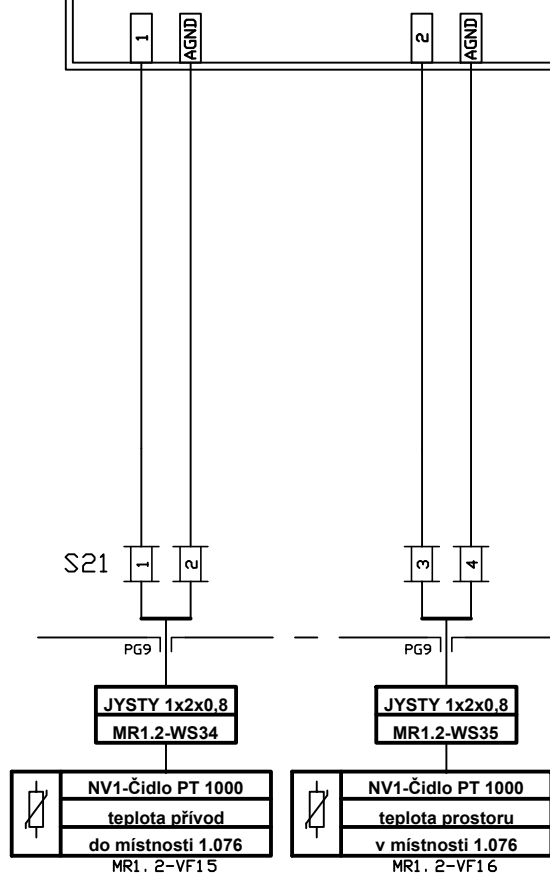 1 AGND 2 AGND
S21 1 2 3 4
PG9 PG9
JYSTY 1x2x0,8
MR1.2-WS34
JYSTY 1x2x0,8
MR1.2-WS35
NV1-Čidlo PT 1000
teplota přívod
do místnosti 1.076
MR1.2-VF15
NV1-Čidlo PT 1000
teplota prostoru
v místnosti 1.076
MR1.2-VF16